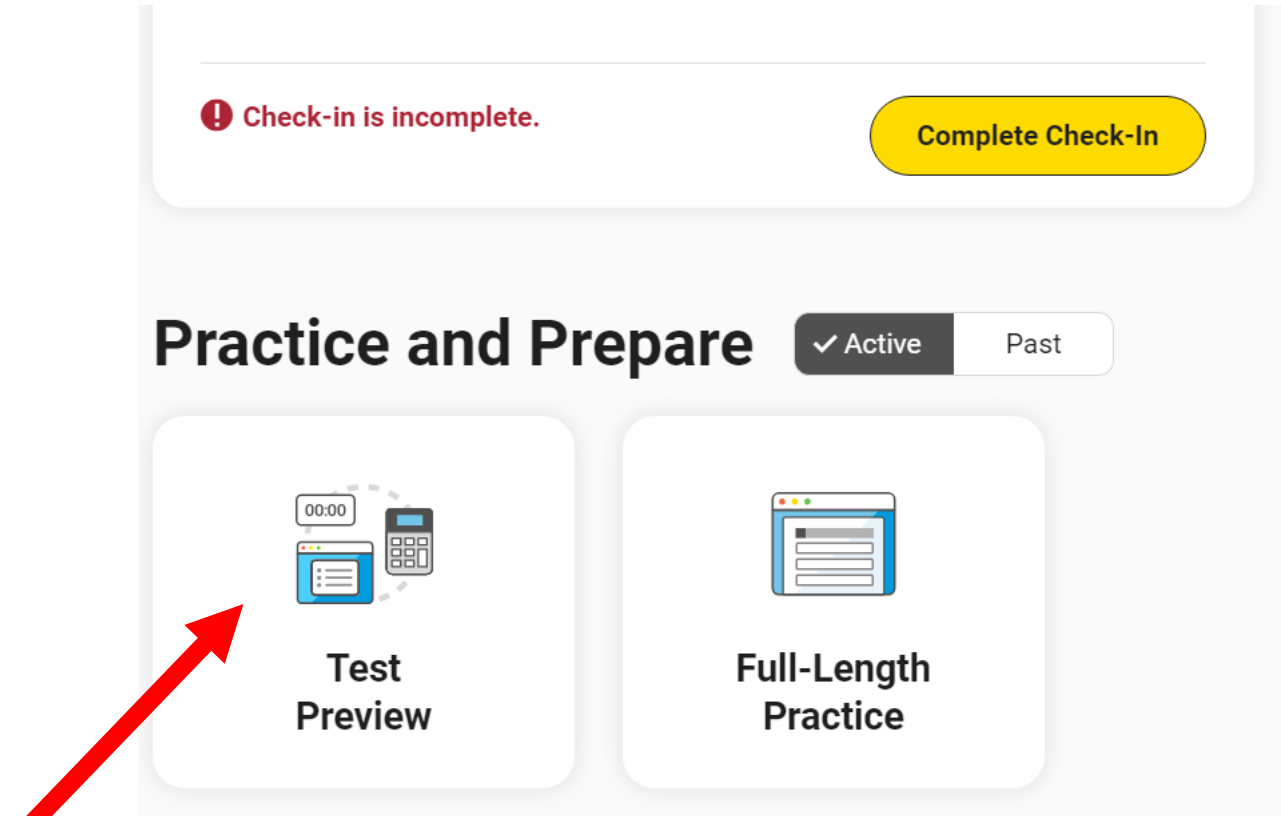 Check-in is incomplete.
Complete Check-In
Practice and Prepare
Active
Past
00:00
Test
Preview
Full-Length
Practice